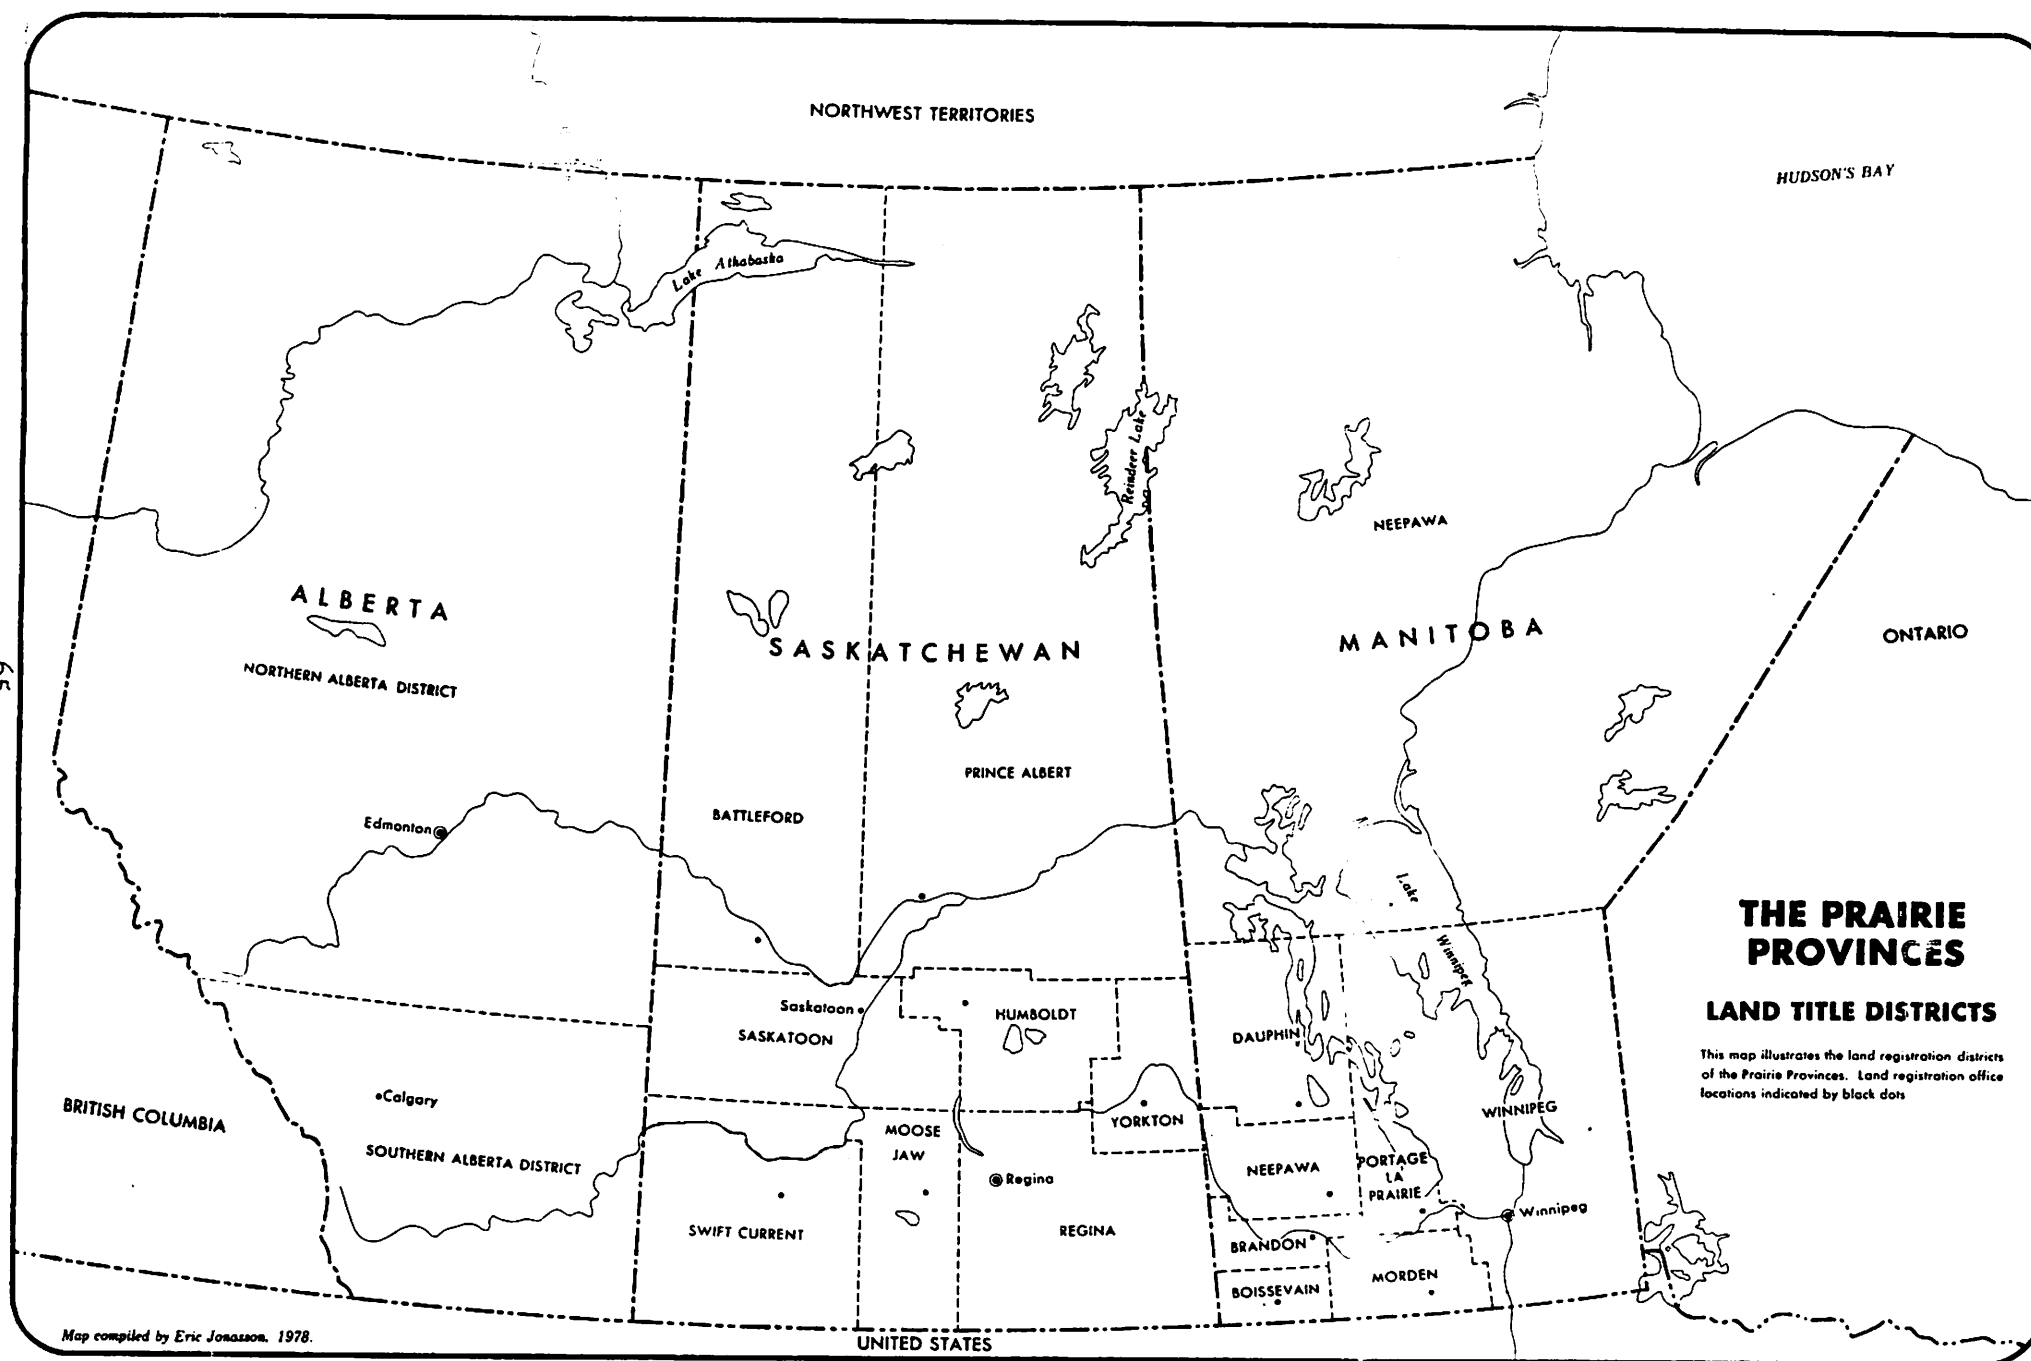 NORTHWEST TERRITORIES
HUDSON'S BAY
Lake Athabaska
Reindeer Lake
NEEPAWA
ALBERTA
SASKATCHEWAN
MANITOBA
ONTARIO
NORTHERN ALBERTA DISTRICT
65
PRINCE ALBERT
BATTLEFORD
Edmonton
Lake
Winnipeg
THE PRAIRIE
PROVINCES
LAND TITLE DISTRICTS
This map illustrates the land registration districts
of the Prairie Provinces. Land registration office
locations indicated by black dots
Saskatoon
SASKATOON
HUMBOLDT
DAUPHIN
Calgary
BRITISH COLUMBIA
SOUTHERN ALBERTA DISTRICT
MOOSE
JAW
YORKTON
WINNIPEG
Regina
NEEPAWA
PORTAGE
LA
PRAIRIE
Winnipeg
SWIFT CURRENT
REGINA
BRANDON
MORDEN
BOISSEVAIN
Map compiled by Eric Jonasson. 1978.
UNITED STATES